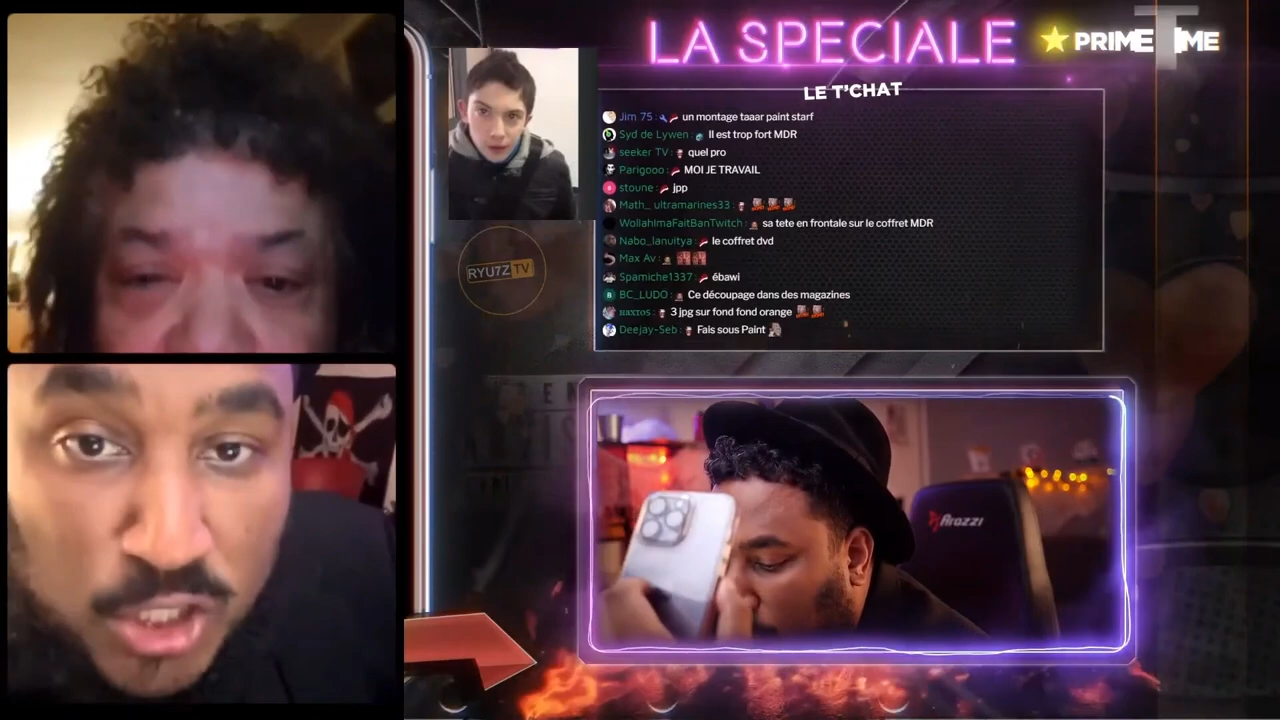 LA SPECIALE
PRIME TIME
LE T'CHAT
Jim 75 : un montage taaar paint starf
Syd de Lywen : Il est trop fort MDR
seeker TV : quel pro
Parigooo : MOI JE TRAVAIL
stoune : jpp
Math_ ultramarines33 :
WollahImaFaitBanTwitch : sa tete en frontale sur le coffret MDR
Nabo_lanuitya : le coffret dvd
Max Av :
Spamiche1337 : ébawi
BC_LUDO : Ce découpage dans des magazines
нaxтoѕ : 3 jpg sur fond fond orange
Deejay-Seb : Fais sous Paint
RYU7Z TV
Arozzi